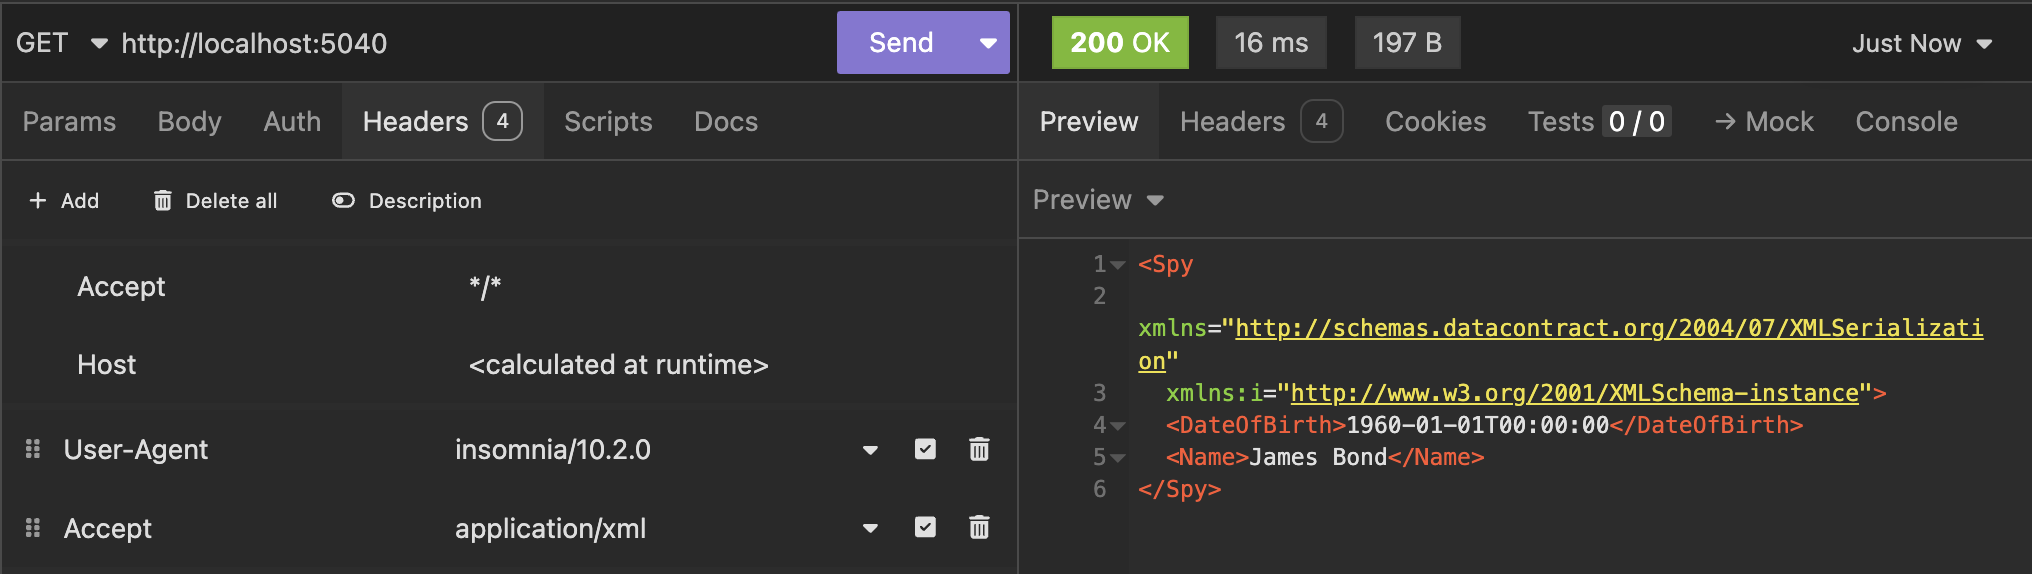 GET http://localhost:5040 Send
200 OK 16 ms 197 B Just Now
Params Body Auth Headers 4 Scripts Docs
Preview Headers 4 Cookies Tests 0 / 0 → Mock Console
+ Add Delete all Description
Preview
Accept */*
Host <calculated at runtime>
User-Agent insomnia/10.2.0
Accept application/xml
1 <Spy
2
xmlns="http://schemas.datacontract.org/2004/07/XMLSerializati
on"
3 xmlns:i="http://www.w3.org/2001/XMLSchema-instance">
4 <DateOfBirth>1960-01-01T00:00:00</DateOfBirth>
5 <Name>James Bond</Name>
6 </Spy>